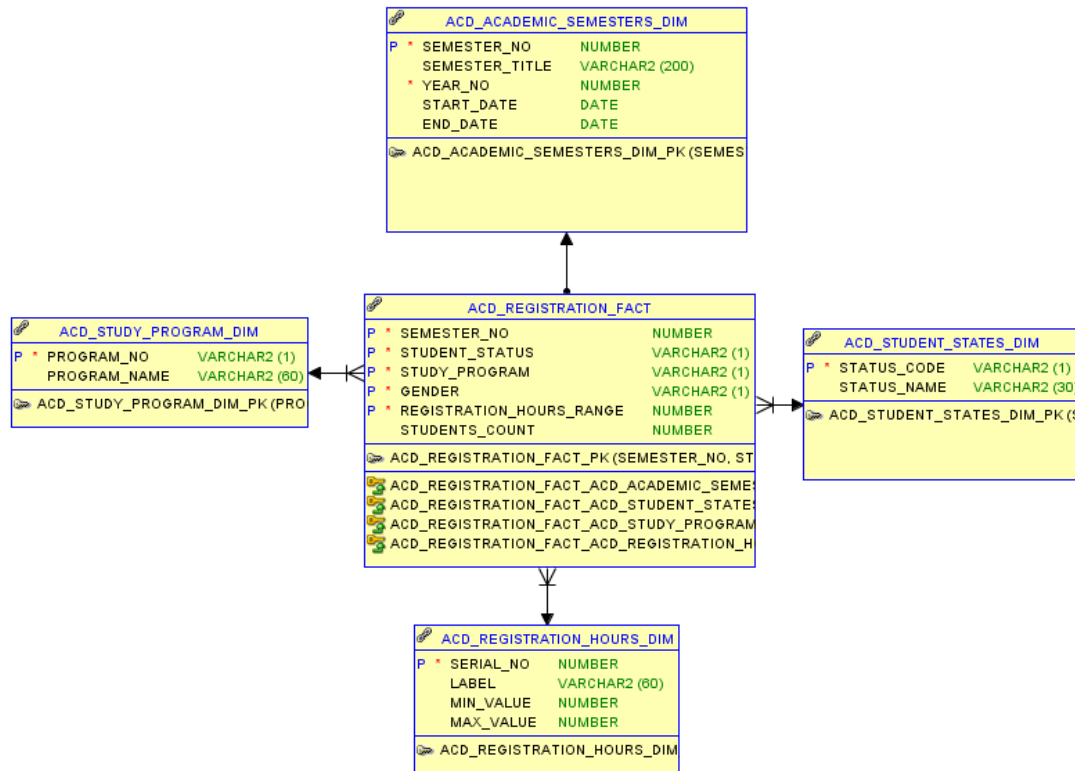 ACD_ACADEMIC_SEMESTERS_DIM
P * SEMESTER_NO NUMBER
SEMESTER_TITLE VARCHAR2 (200)
* YEAR_NO NUMBER
START_DATE DATE
END_DATE DATE
ACD_ACADEMIC_SEMESTERS_DIM_PK (SEMES
ACD_STUDY_PROGRAM_DIM
P * PROGRAM_NO VARCHAR2 (1)
PROGRAM_NAME VARCHAR2 (60)
ACD_STUDY_PROGRAM_DIM_PK (PRO
ACD_REGISTRATION_FACT
P * SEMESTER_NO NUMBER
P * STUDENT_STATUS VARCHAR2 (1)
P * STUDY_PROGRAM VARCHAR2 (1)
P * GENDER VARCHAR2 (1)
P * REGISTRATION_HOURS_RANGE NUMBER
STUDENTS_COUNT NUMBER
ACD_REGISTRATION_FACT_PK (SEMESTER_NO, ST
ACD_REGISTRATION_FACT_ACD_ACADEMIC_SEMES
ACD_REGISTRATION_FACT_ACD_STUDENT_STATES
ACD_REGISTRATION_FACT_ACD_STUDY_PROGRAM
ACD_REGISTRATION_FACT_ACD_REGISTRATION_H
ACD_STUDENT_STATES_DIM
P * STATUS_CODE VARCHAR2 (1)
STATUS_NAME VARCHAR2 (30)
ACD_STUDENT_STATES_DIM_PK (S
ACD_REGISTRATION_HOURS_DIM
P * SERIAL_NO NUMBER
LABEL VARCHAR2 (60)
MIN_VALUE NUMBER
MAX_VALUE NUMBER
ACD_REGISTRATION_HOURS_DIM